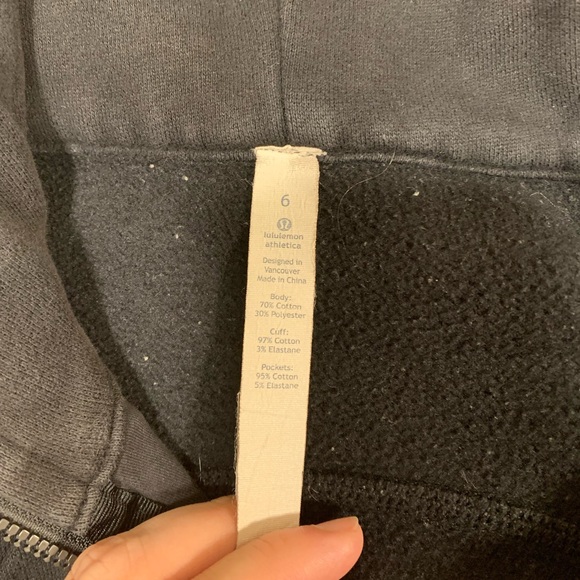 6
lululemon
athletica
Designed in
Vancouver
Made in China
Body:
70% Cotton
30% Polyester
Cuff:
97% Cotton
3% Elastane
Pockets:
95% Cotton
5% Elastane